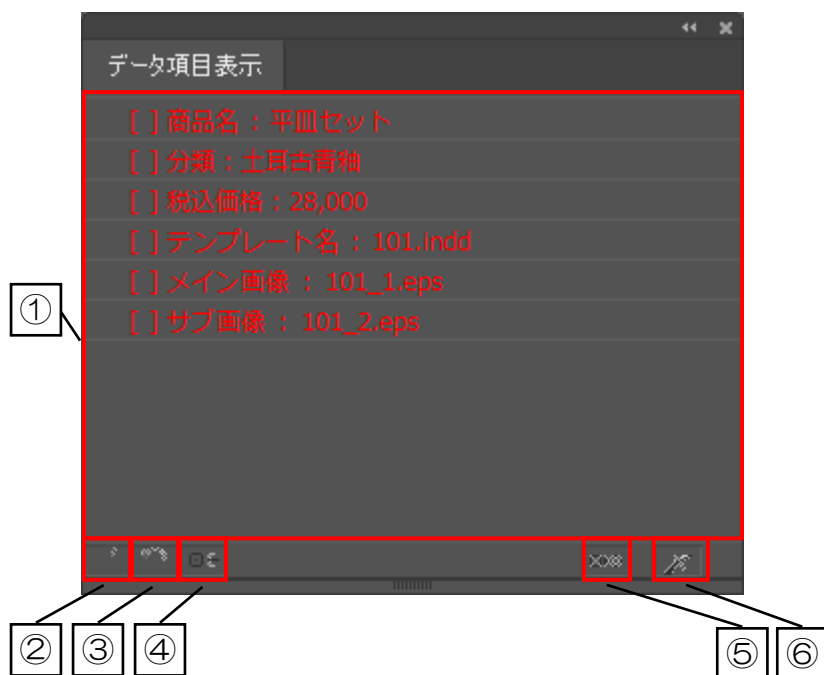 データ項目表示
[ ] 商品名 : 平皿セット
[ ] 分類 : 土耳古青釉
[ ] 税込価格 : 28,000
[ ] テンプレート名 : 101.indd
[ ] メイン画像 : 101_1.eps
[ ] サブ画像 : 101_2.eps
①
② ③ ④ ⑤ ⑥